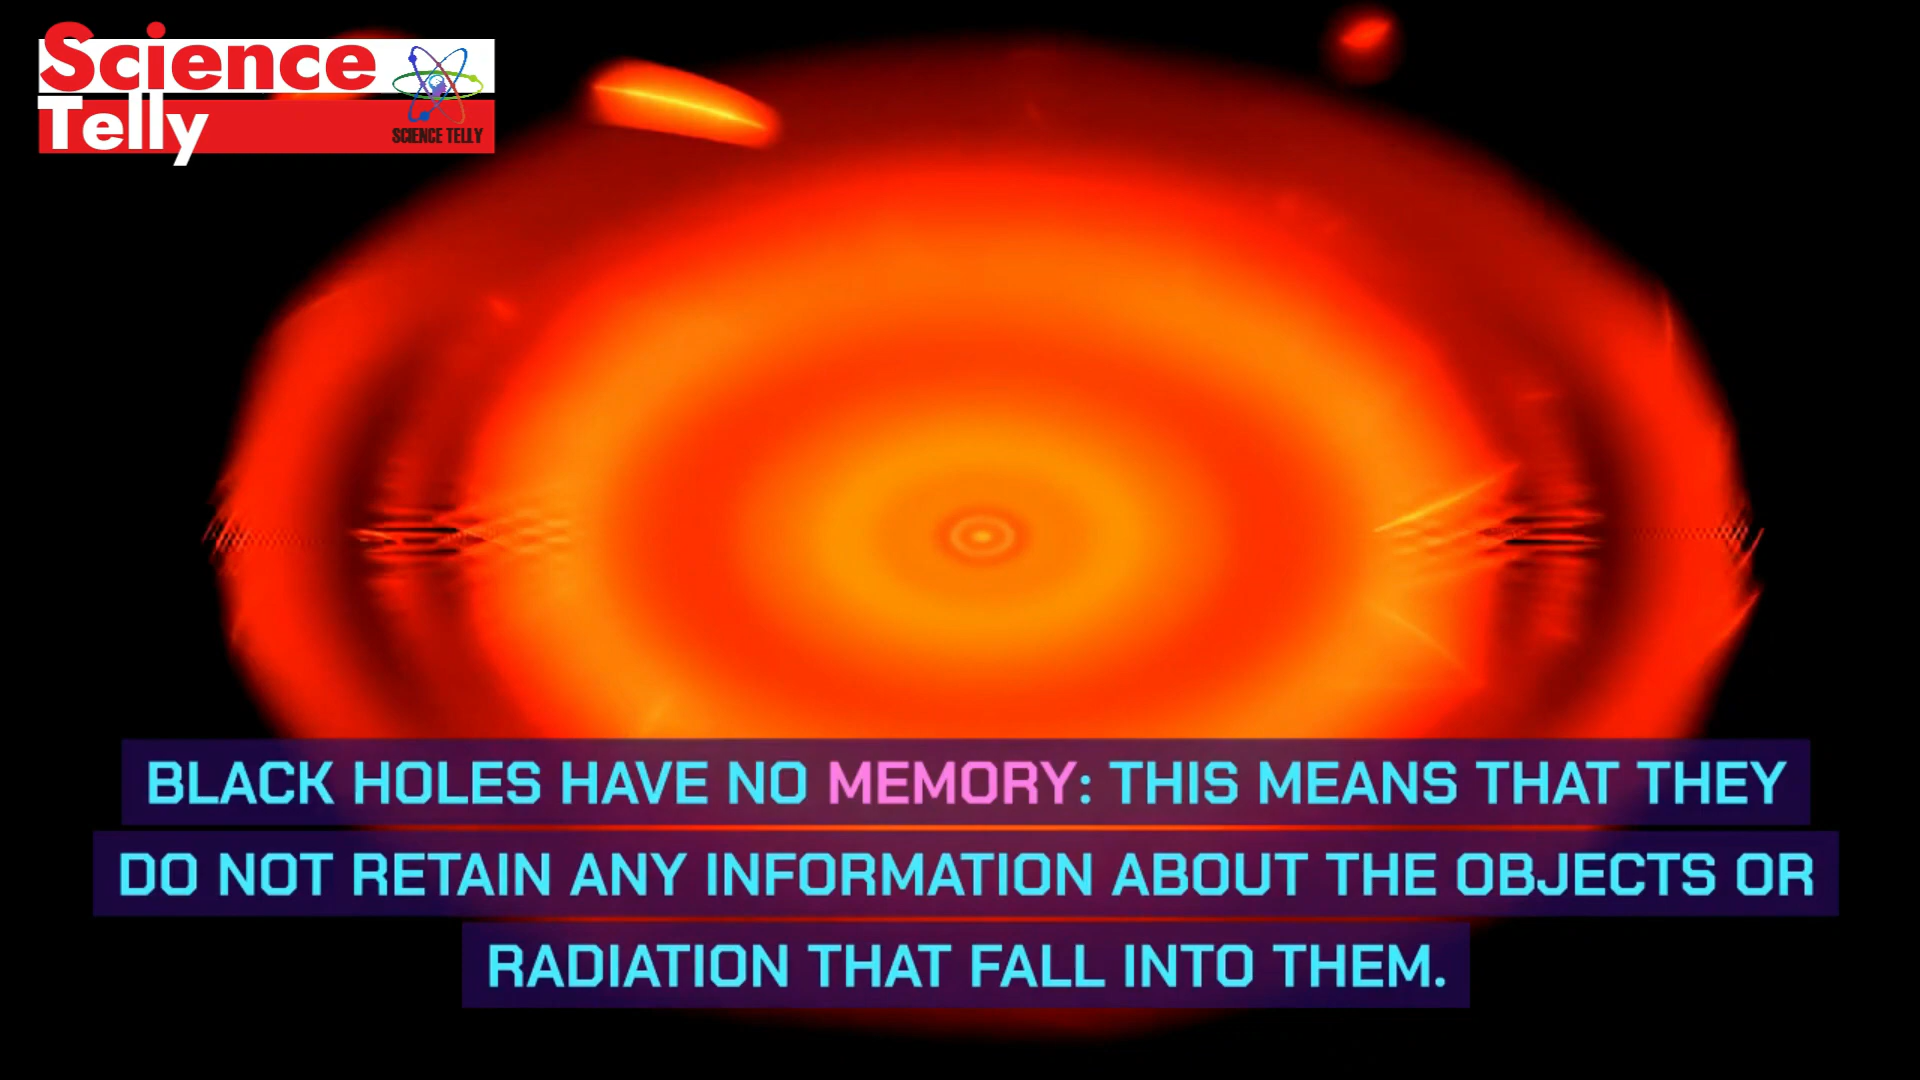 Science
Telly
SCIENCE TELLY
BLACK HOLES HAVE NO MEMORY: THIS MEANS THAT THEY
DO NOT RETAIN ANY INFORMATION ABOUT THE OBJECTS OR
RADIATION THAT FALL INTO THEM.